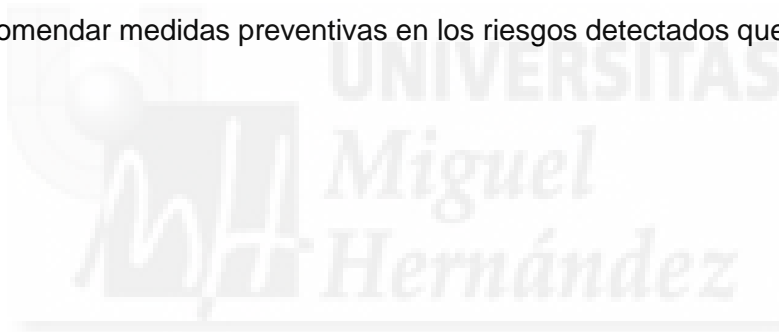 omendar medidas preventivas en los riesgos detectados que
UNIVERSITAS
Miguel
Hernández